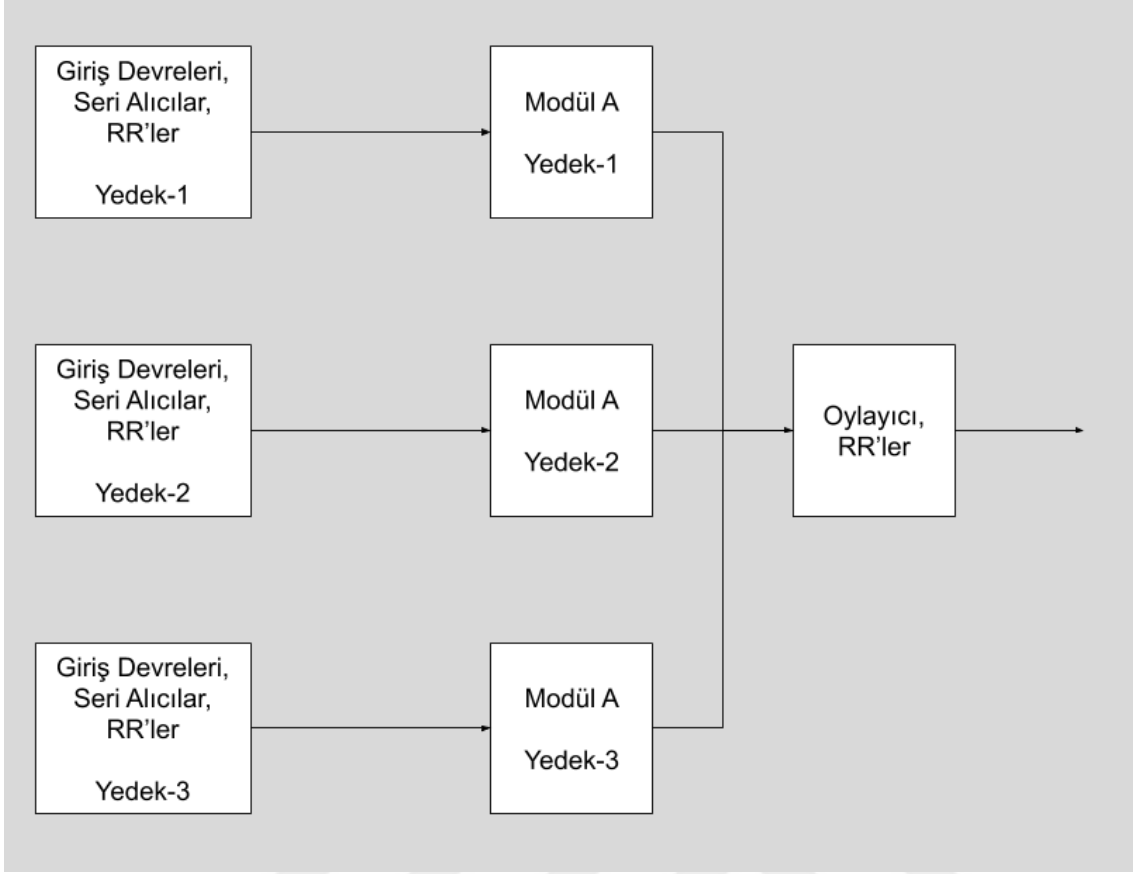 Giriş Devreleri,
Seri Alıcılar,
RR'ler
Yedek-1
Modül A
Yedek-1
Giriş Devreleri,
Seri Alıcılar,
RR'ler
Yedek-2
Modül A
Yedek-2
Oylayıcı,
RR'ler
Giriş Devreleri,
Seri Alıcılar,
RR'ler
Yedek-3
Modül A
Yedek-3